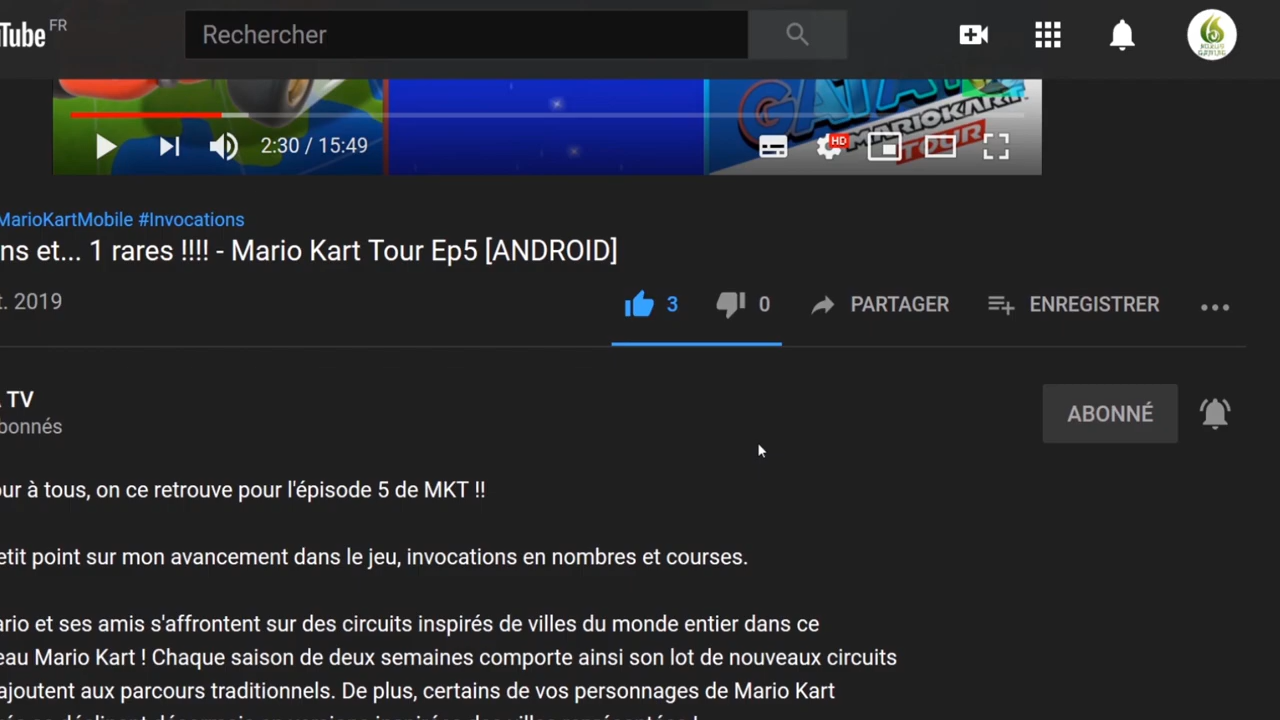 Tube FR
Rechercher
MARIOKART
TOUR
2:30 / 15:49
HD
MarioKartMobile #Invocations
ns et... 1 rares !!!! - Mario Kart Tour Ep5 [ANDROID]
t. 2019
3
0
PARTAGER
ENREGISTRER
TV
bonnés
ABONNÉ
ur à tous, on ce retrouve pour l'épisode 5 de MKT !!
etit point sur mon avancement dans le jeu, invocations en nombres et courses.
ario et ses amis s'affrontent sur des circuits inspirés de villes du monde entier dans ce
eau Mario Kart ! Chaque saison de deux semaines comporte ainsi son lot de nouveaux circuits
ajoutent aux parcours traditionnels. De plus, certains de vos personnages de Mario Kart